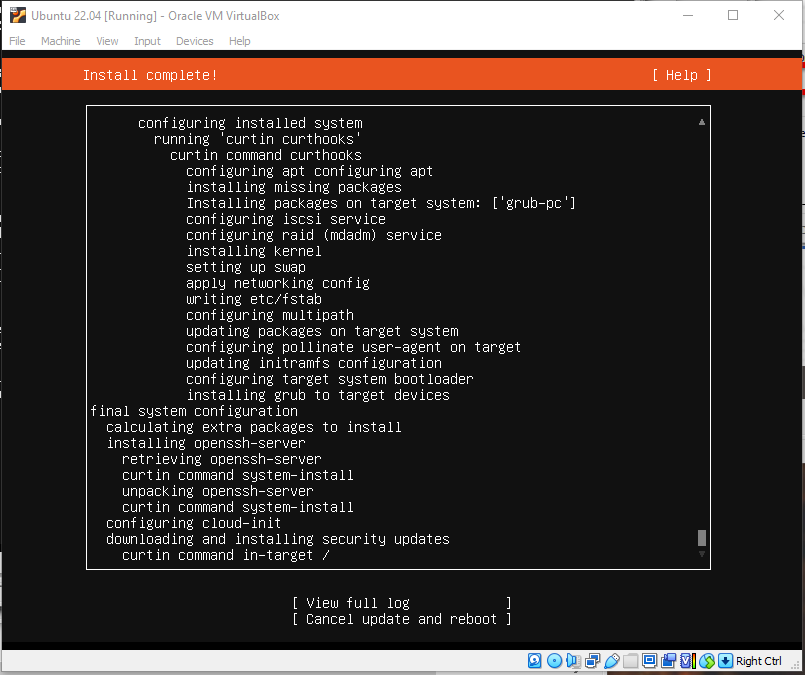 Ubuntu 22.04 [Running] - Oracle VM VirtualBox
File Machine View Input Devices Help
Install complete! [ Help ]
configuring installed system
running 'curtin curthooks'
curtin command curthooks
configuring apt configuring apt
installing missing packages
Installing packages on target system: ['grub-pc']
configuring iscsi service
configuring raid (mdadm) service
installing kernel
setting up swap
apply networking config
writing etc/fstab
configuring multipath
updating packages on target system
configuring pollinate user-agent on target
updating initramfs configuration
configuring target system bootloader
installing grub to target devices
final system configuration
calculating extra packages to install
installing openssh-server
retrieving openssh-server
curtin command system-install
unpacking openssh-server
curtin command system-install
configuring cloud-init
downloading and installing security updates
curtin command in-target /
[ View full log ]
[ Cancel update and reboot ]
Right Ctrl